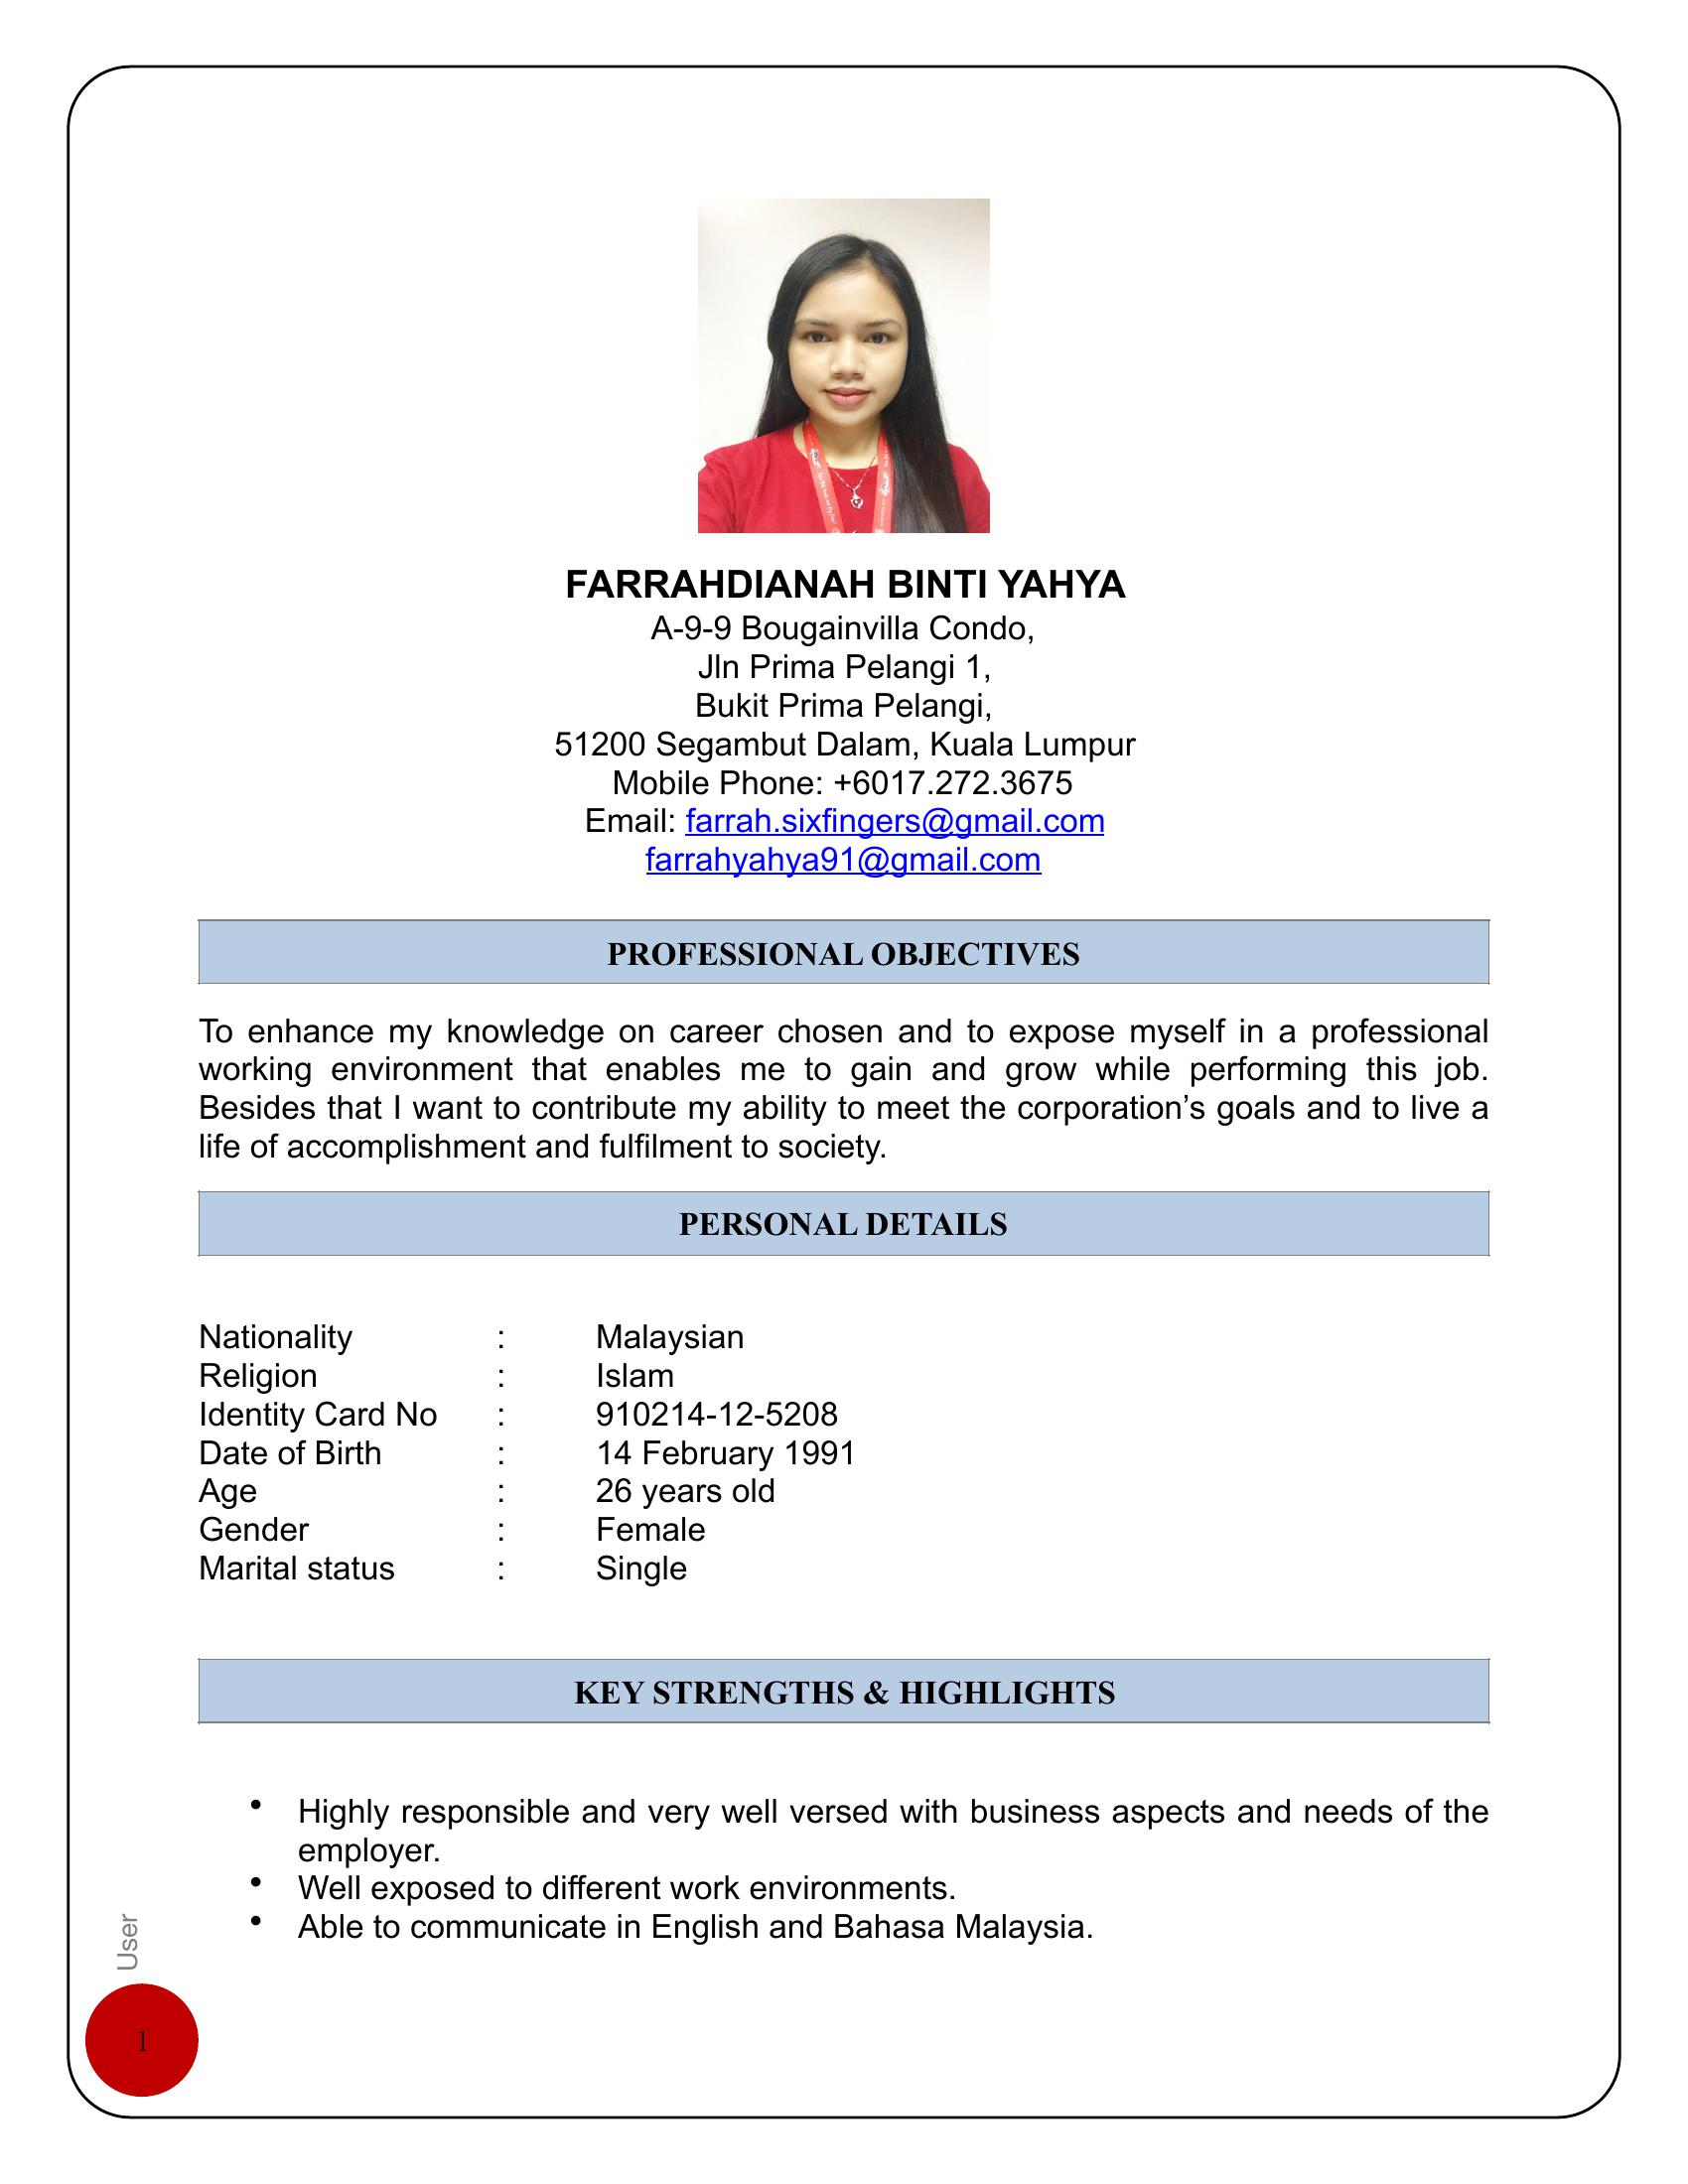 FARRAHDIANAH BINTI YAHYA
A-9-9 Bougainvilla Condo,
Jln Prima Pelangi 1,
Bukit Prima Pelangi,
51200 Segambut Dalam, Kuala Lumpur
Mobile Phone: +6017.272.3675
Email: farrah.sixfingers@gmail.com
farrahyahya91@gmail.com
PROFESSIONAL OBJECTIVES
To enhance my knowledge on career chosen and to expose myself in a professional
working environment that enables me to gain and grow while performing this job.
Besides that I want to contribute my ability to meet the corporation’s goals and to live a
life of accomplishment and fulfilment to society.
PERSONAL DETAILS
Nationality : Malaysian
Religion : Islam
Identity Card No : 910214-12-5208
Date of Birth : 14 February 1991
Age : 26 years old
Gender : Female
Marital status : Single
KEY STRENGTHS & HIGHLIGHTS
• Highly responsible and very well versed with business aspects and needs of the
employer.
• Well exposed to different work environments.
• Able to communicate in English and Bahasa Malaysia.
User
1